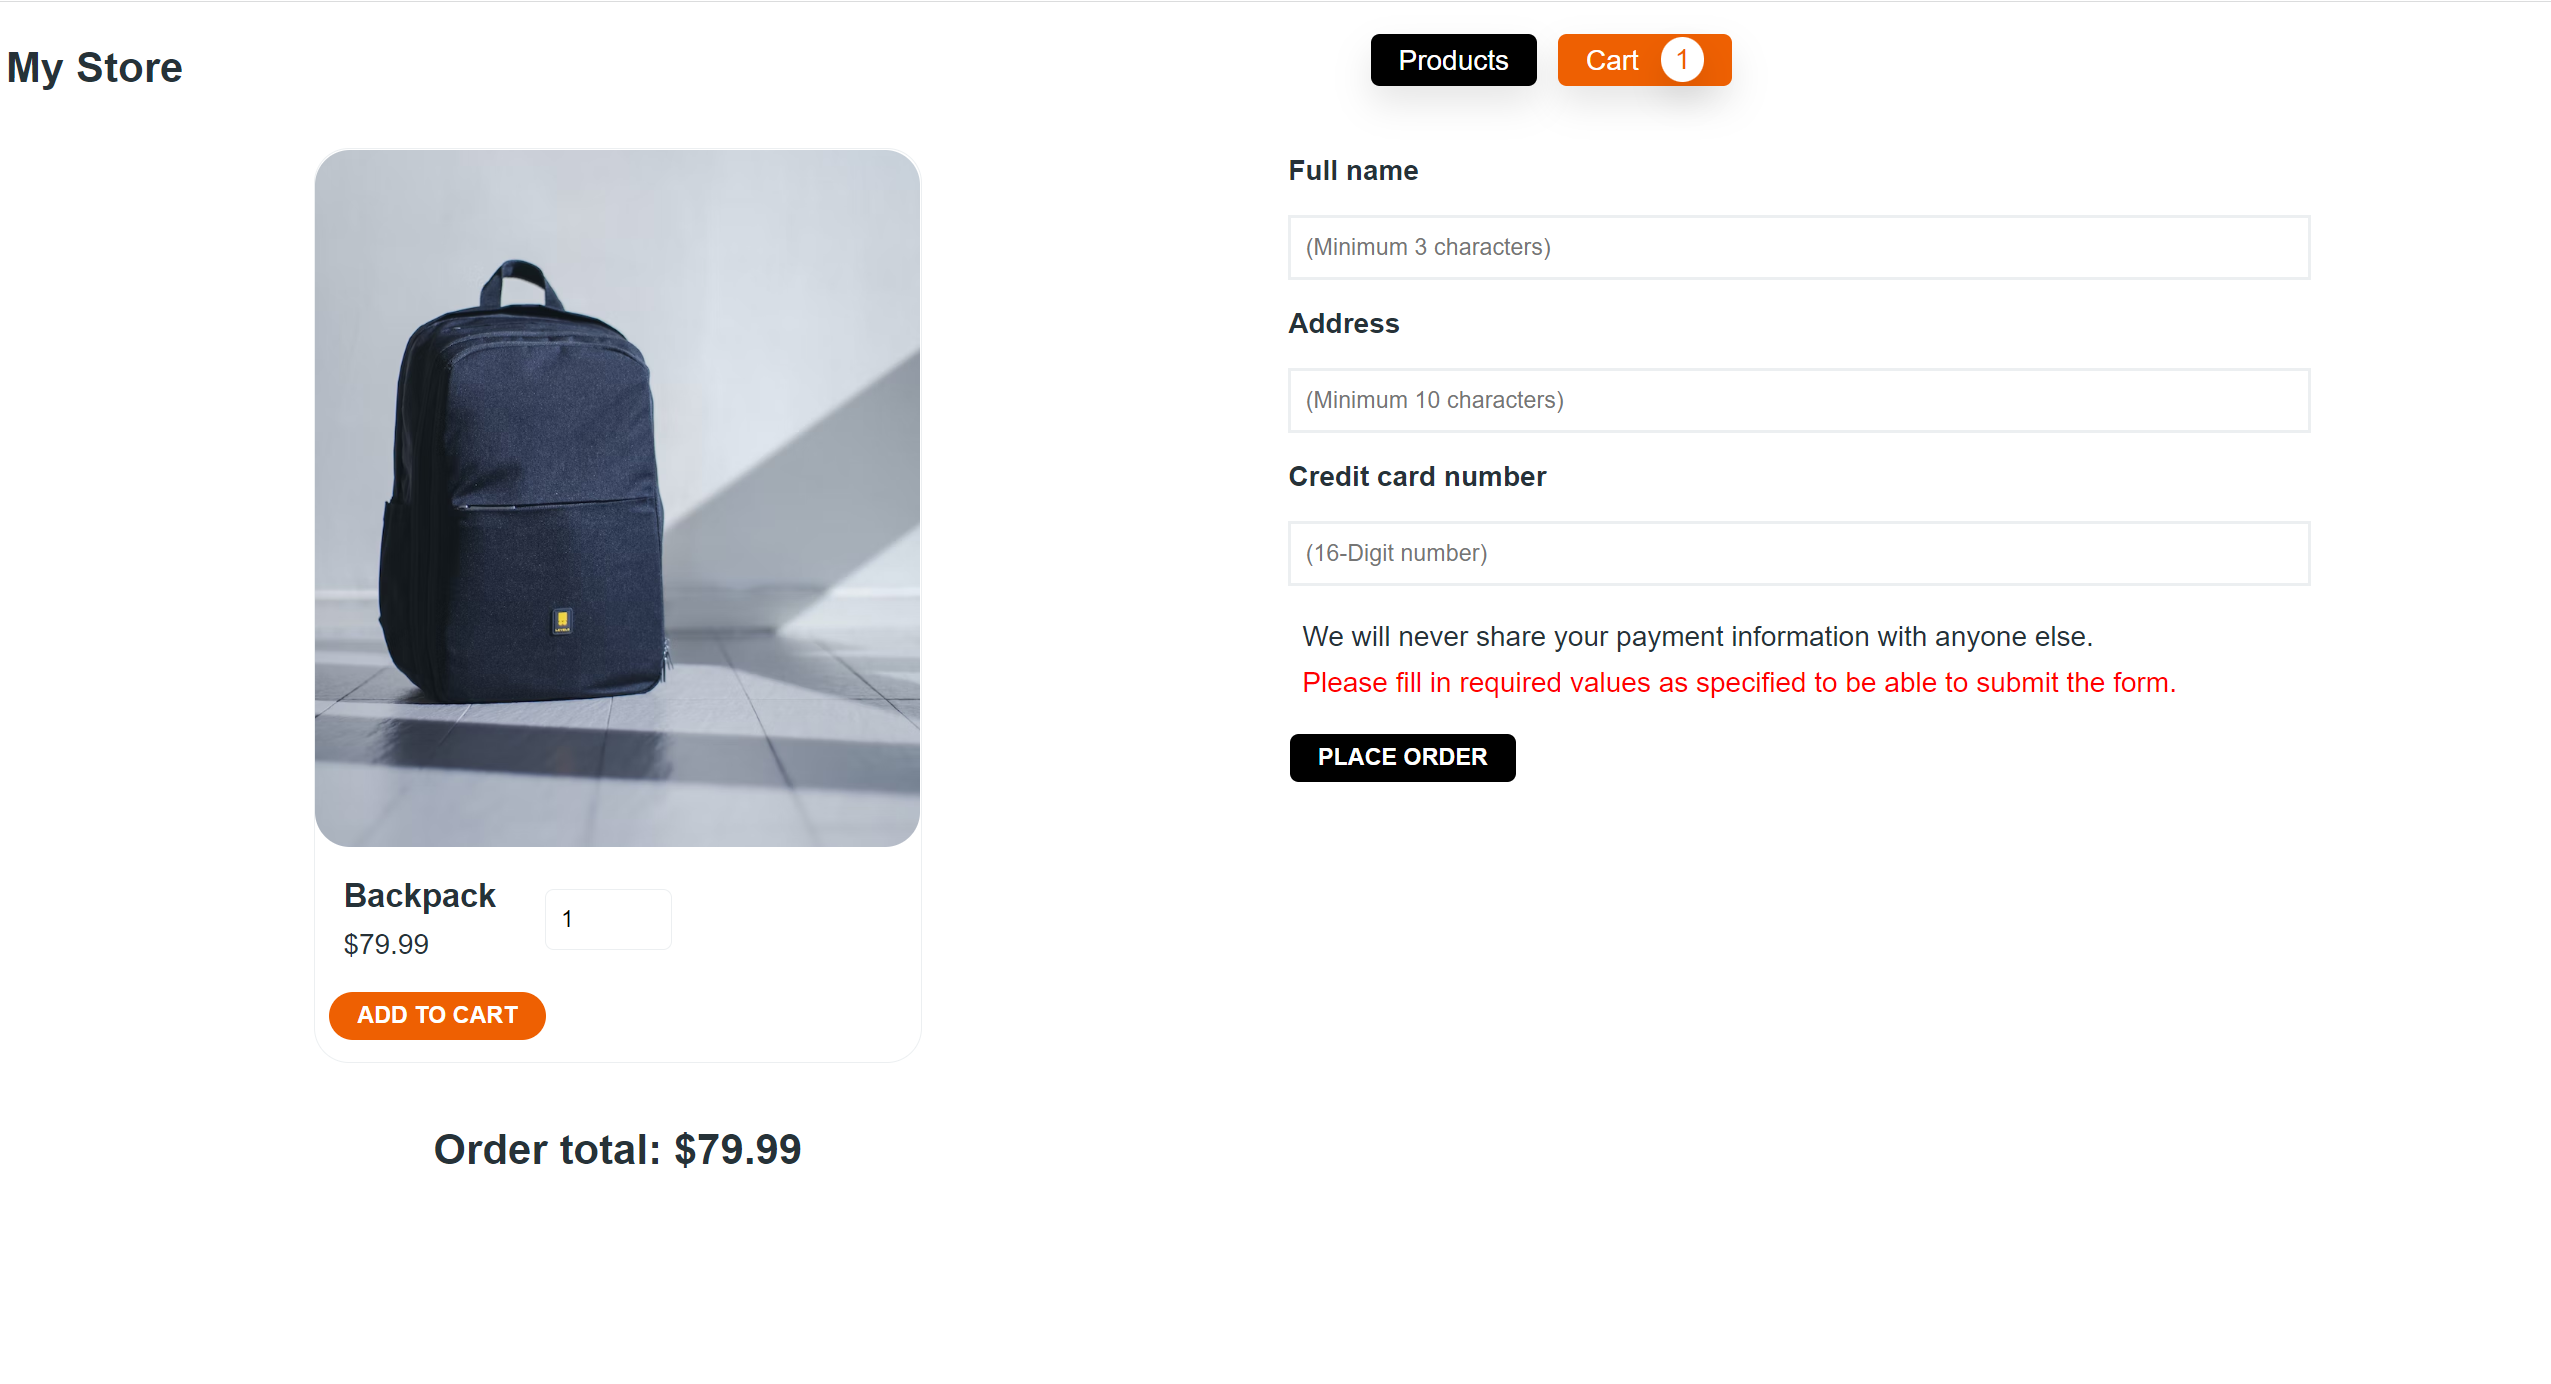 My Store
Products
Cart 1
Full name
(Minimum 3 characters)
Address
(Minimum 10 characters)
Credit card number
(16-Digit number)
We will never share your payment information with anyone else.
Please fill in required values as specified to be able to submit the form.
PLACE ORDER
Backpack
1
$79.99
ADD TO CART
Order total: $79.99